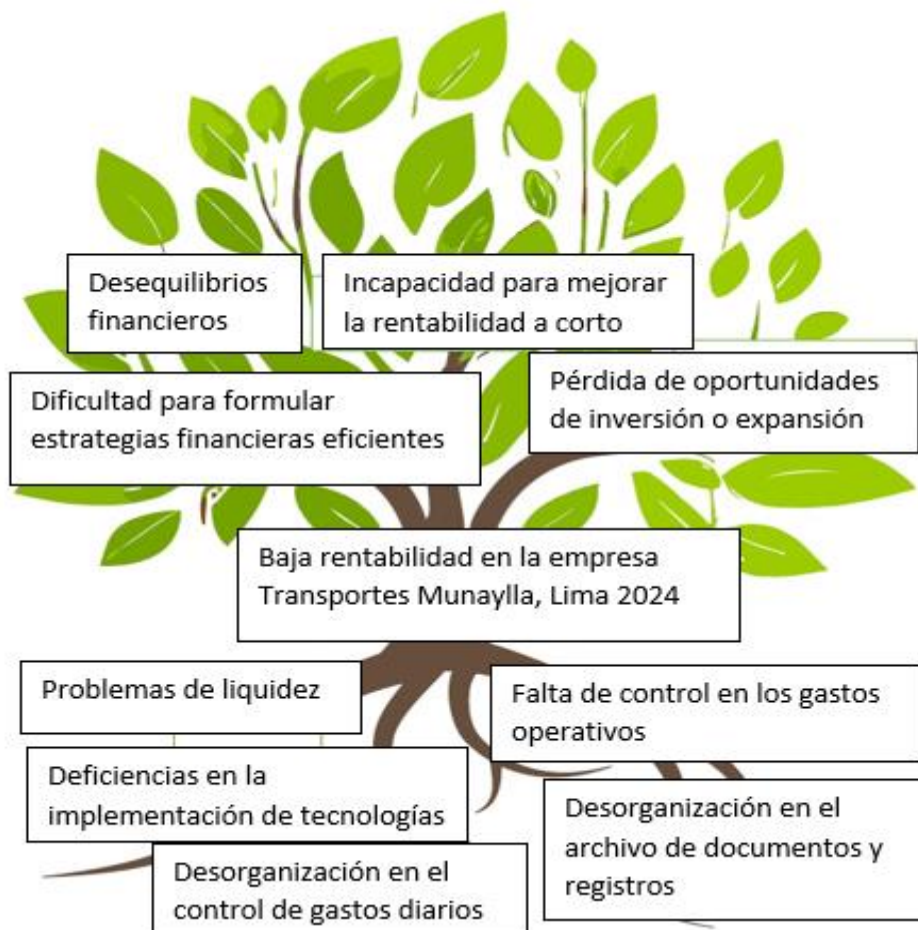 Desequilibrios
financieros
Incapacidad para mejorar
la rentabilidad a corto
Dificultad para formular
estrategias financieras eficientes
Pérdida de oportunidades
de inversión o expansión
Baja rentabilidad en la empresa
Transportes Munaylla, Lima 2024
Problemas de liquidez
Falta de control en los gastos
operativos
Deficiencias en la
implementación de tecnologías
Desorganización en el
archivo de documentos y
registros
Desorganización en el
control de gastos diarios